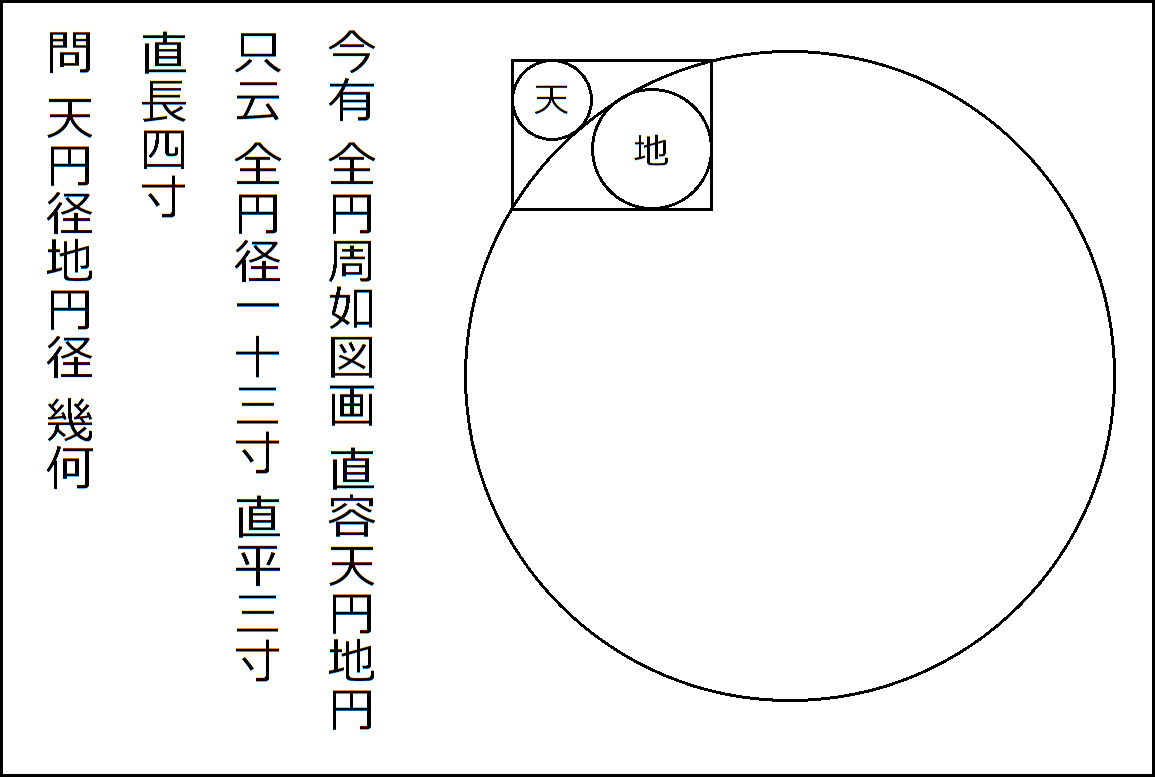 今有 全円周如図画 直容天円地円
只云 全円径一十三寸 直平三寸
直長四寸
問 天円径地円径 幾何
天
地